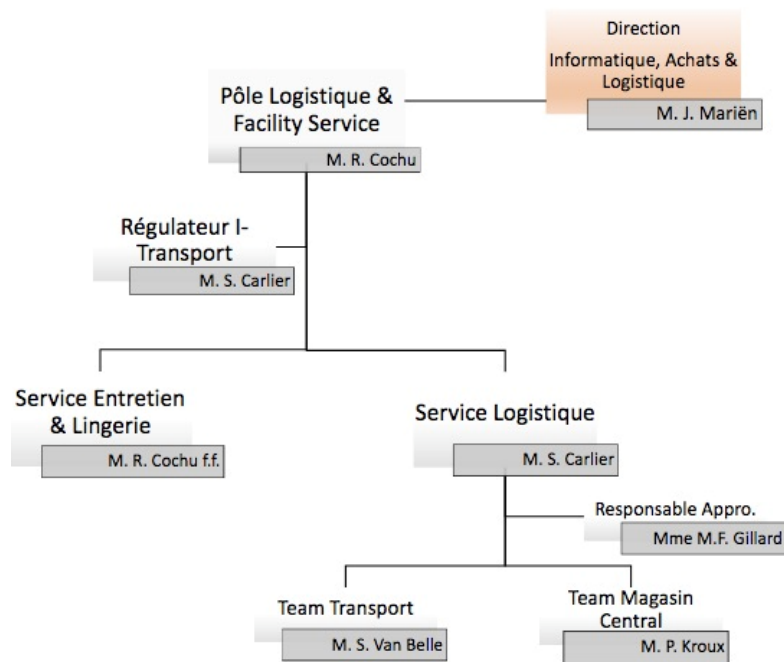 Direction
Informatique, Achats &
Logistique
M. J. Mariën
Pôle Logistique &
Facility Service
M. R. Cochu
Régulateur I-
Transport
M. S. Carlier
Service Entretien
& Lingerie
M. R. Cochu f.f.
Service Logistique
M. S. Carlier
Responsable Appro.
Mme M.F. Gillard
Team Transport
M. S. Van Belle
Team Magasin
Central
M. P. Kroux